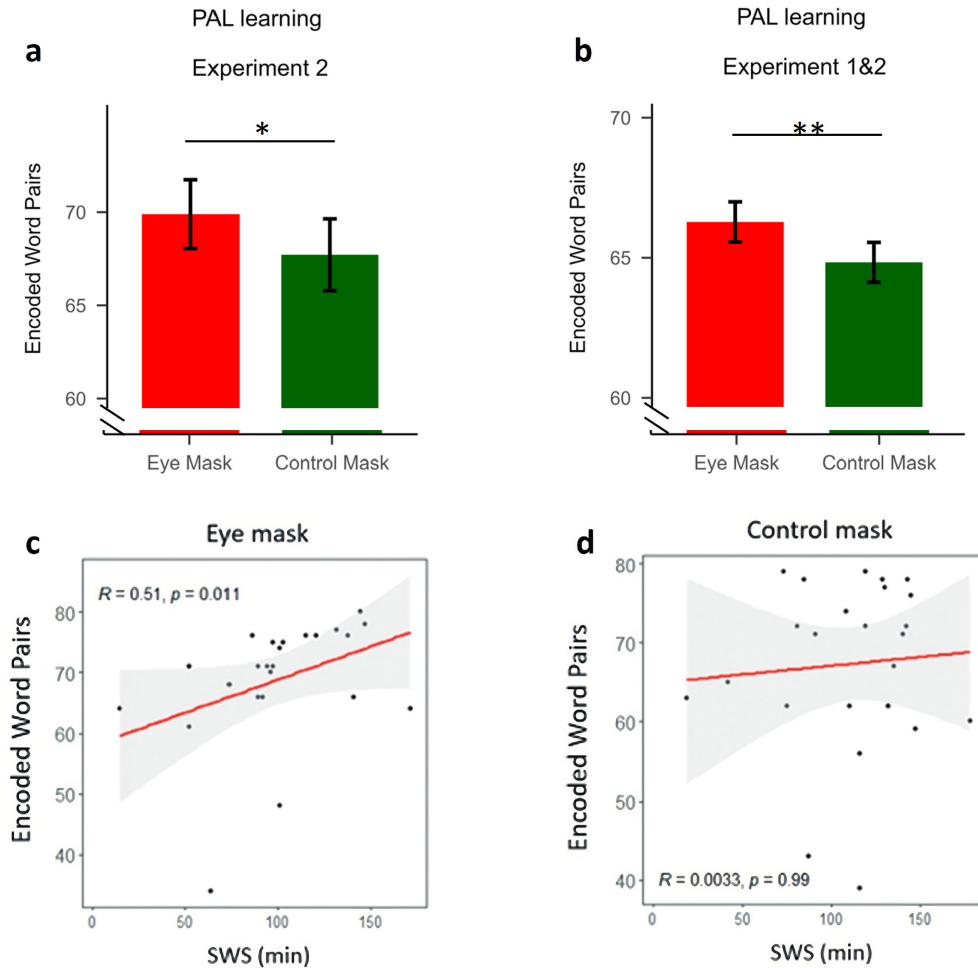 PAL learning
a
Experiment 2
*
Encoded Word Pairs
70
65
60
Eye Mask
Control Mask
PAL learning
b
Experiment 1&2
**
Encoded Word Pairs
70
65
60
Eye Mask
Control Mask
c
Eye mask
R = 0.51, p = 0.011
Encoded Word Pairs
80
70
60
50
40
0 50 100 150
SWS (min)
d
Control mask
Encoded Word Pairs
80
70
60
50
40
R = 0.0033, p = 0.99
0 50 100 150
SWS (min)